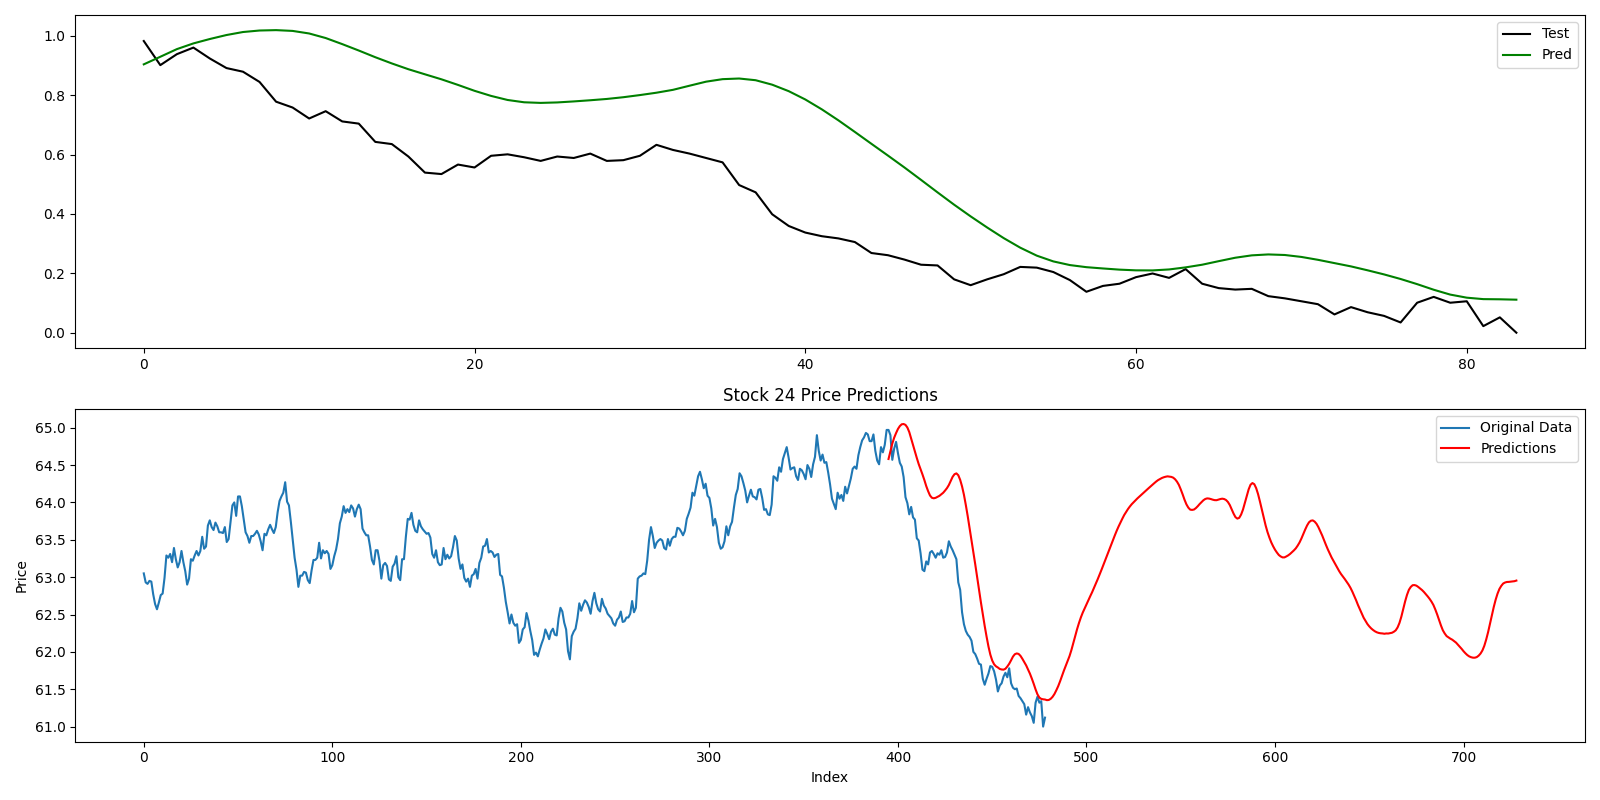 1.0
0.8
0.6
0.4
0.2
0.0
Test
Pred
0 20 40 60 80
Stock 24 Price Predictions
65.0
64.5
64.0
63.5
63.0
62.5
62.0
61.5
61.0
Price
Original Data
Predictions
0 100 200 300 400 500 600 700
Index